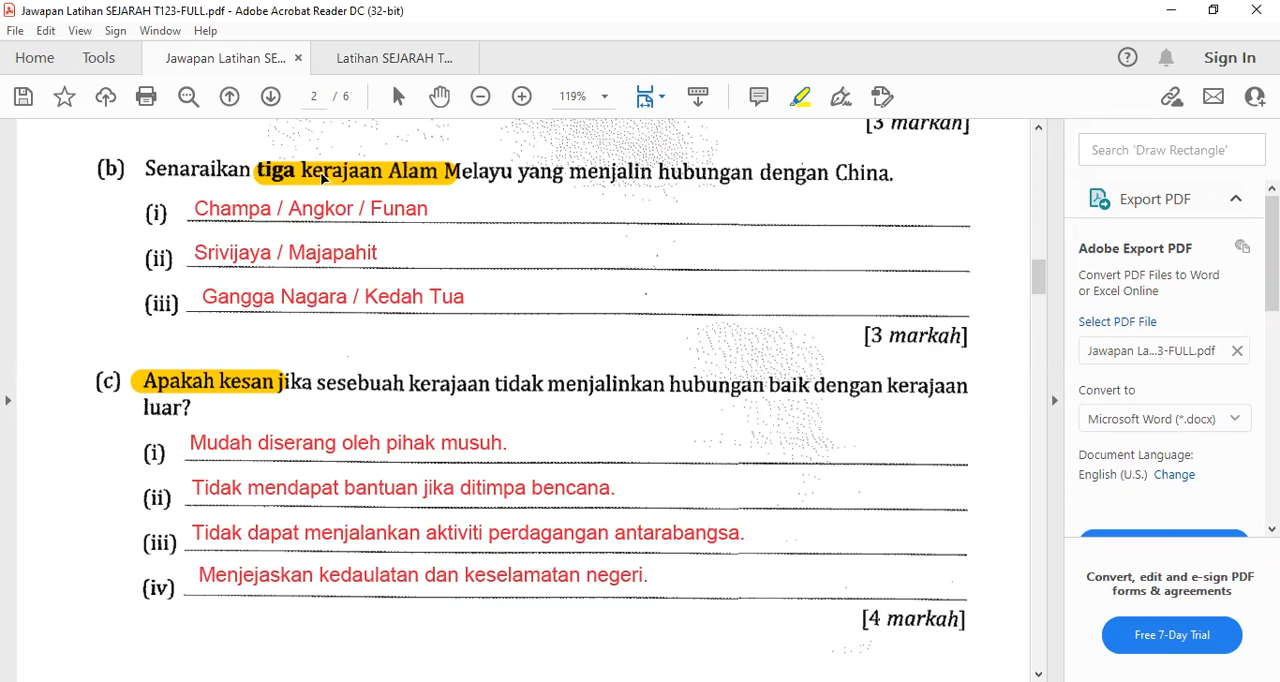 Jawapan Latihan SEJARAH T123-FULL.pdf - Adobe Acrobat Reader DC (32-bit)
File Edit View Sign Window Help
Home Tools Jawapan Latihan SE... × Latihan SEJARAH T... Sign In
2 / 6 119%
[3 markah]
(b) Senaraikan tiga kerajaan Alam Melayu yang menjalin hubungan dengan China.
(i) Champa / Angkor / Funan
(ii) Srivijaya / Majapahit
(iii) Gangga Nagara / Kedah Tua
[3 markah]
(c) Apakah kesan jika sesebuah kerajaan tidak menjalinkan hubungan baik dengan kerajaan
luar?
(i) Mudah diserang oleh pihak musuh.
(ii) Tidak mendapat bantuan jika ditimpa bencana.
(iii) Tidak dapat menjalankan aktiviti perdagangan antarabangsa.
(iv) Menjejaskan kedaulatan dan keselamatan negeri.
[4 markah]
Search 'Draw Rectangle'
Export PDF
Adobe Export PDF
Convert PDF Files to Word
or Excel Online
Select PDF File
Jawapan La...3-FULL.pdf
Convert to
Microsoft Word (*.docx)
Document Language:
English (U.S.) Change
Convert, edit and e-sign PDF
forms & agreements
Free 7-Day Trial